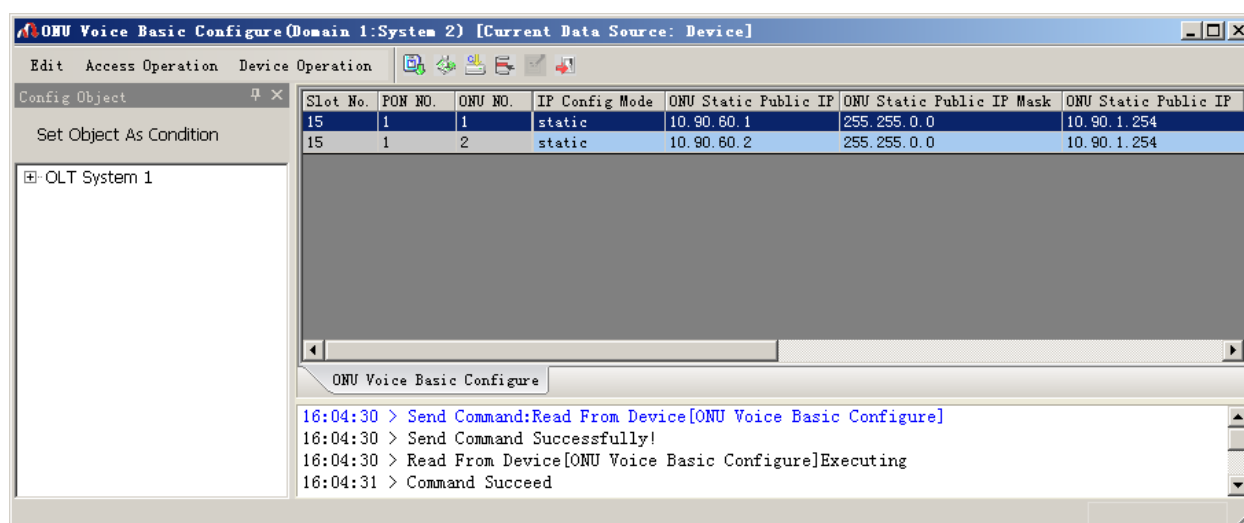 ONU Voice Basic Configure(Domain 1:System 2) [Current Data Source: Device]
Edit Access Operation Device Operation
Config Object
Set Object As Condition
OLT System 1
Slot No. PON NO. ONU NO. IP Config Mode ONU Static Public IP ONU Static Public IP Mask ONU Static Public IP
15 1 1 static 10.90.60.1 255.255.0.0 10.90.1.254
15 1 2 static 10.90.60.2 255.255.0.0 10.90.1.254
ONU Voice Basic Configure
16:04:30 > Send Command:Read From Device[ONU Voice Basic Configure]
16:04:30 > Send Command Successfully!
16:04:30 > Read From Device[ONU Voice Basic Configure]Executing
16:04:31 > Command Succeed